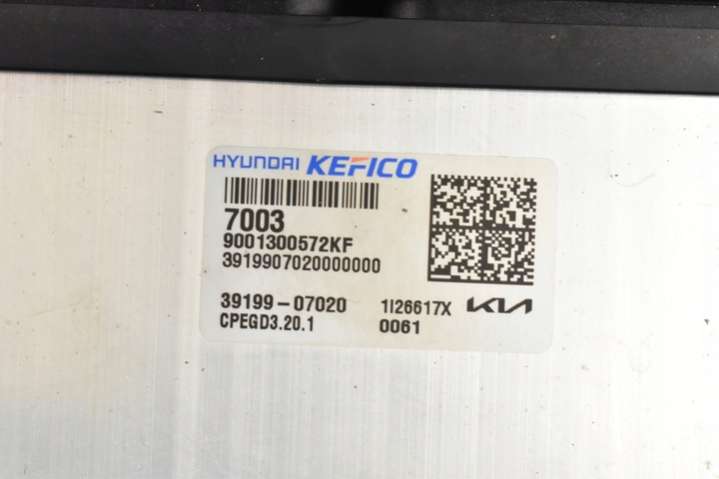 HYUNDAI KEFICO
7003
9001300572KF
3919907020000000
39199-07020 1I26617X KIA
CPEGD3.20.1 0061